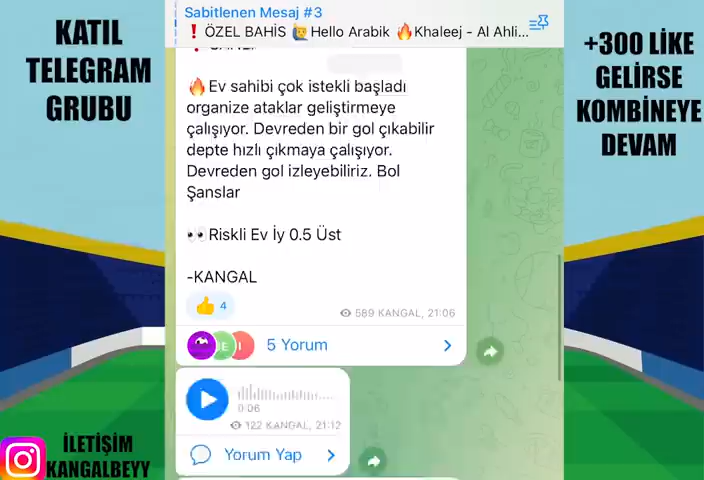 KATIL
TELEGRAM
GRUBU
Sabitlenen Mesaj #3
❗ ÖZEL BAHİS 🙋‍♂️Hello Arabik 🔥Khaleej - Al Ahli...
+300 LİKE
GELİRSE
KOMBİNEYE
DEVAM
🔥Ev sahibi çok istekli başladı
organize ataklar geliştirmeye
çalışıyor. Devreden bir gol çıkabilir
depte hızlı çıkmaya çalışıyor.
Devreden gol izleyebiliriz. Bol
Şanslar
👀Riskli Ev İy 0.5 Üst
-KANGAL
👍 4
589 KANGAL, 21:06
E I
5 Yorum
0:06
122 KANGAL, 21:12
Yorum Yap
İLETİŞİM
KANGALBEYY